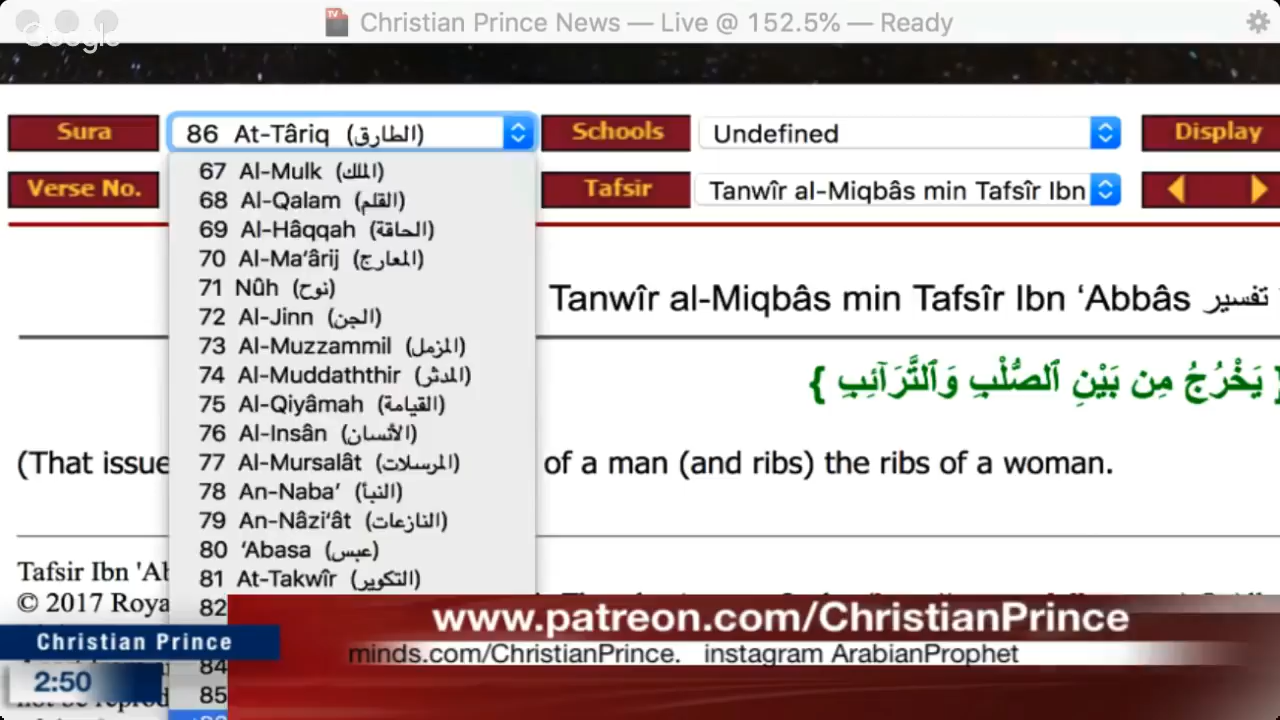 Christian Prince News — Live @ 152.5% — Ready
Google
Sura
86 At-Târiq (الطارق)
Schools
Undefined
Display
Verse No.
Tafsir
Tanwîr al-Miqbâs min Tafsîr Ibn
67 Al-Mulk (الملك)
68 Al-Qalam (القلم)
69 Al-Hâqqah (الحاقة)
70 Al-Ma‘ârij (المعارج)
71 Nûh (نوح)
72 Al-Jinn (الجن)
73 Al-Muzzammil (المزمل)
74 Al-Muddaththir (المدثر)
75 Al-Qiyâmah (القيامة)
76 Al-Insân (الأنسان)
77 Al-Mursalât (المرسلات)
78 An-Naba’ (النبأ)
79 An-Nâzi‘ât (النازعات)
80 ‘Abasa (عبس)
81 At-Takwîr (التكوير)
82
84
85
Tanwîr al-Miqbâs min Tafsîr Ibn ‘Abbâs تفسير
{ يَخْرُجُ مِن بَيْنِ ٱلصُّلْبِ وَٱلتَّرَآئِبِ }
(That issue of a man (and ribs) the ribs of a woman.
Tafsir Ibn 'Ab
© 2017 Roya
www.patreon.com/ChristianPrince
Christian Prince
minds.com/ChristianPrince. instagram ArabianProphet
2:50
not be reprod